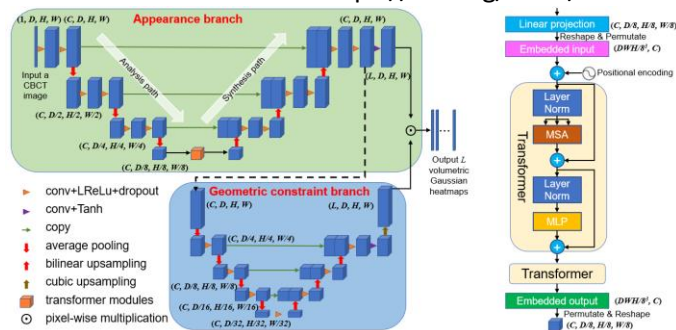 Appearance branch
(1, D, H, W) (C, D, H, W)
(C, D, H, W)
Input a
CBCT
image
Analysis path
Synthesis path
(L, D, H, W)
(C, D/2, H/2, W/2)
(C, D/4, H/4, W/4)
(C, D/8, H/8, W/8)
Output L
volumetric
Gaussian
heatmaps
conv+LReLu+dropout
conv+Tanh
copy
average pooling
bilinear upsampling
cubic upsampling
transformer modules
pixel-wise multiplication
Geometric constraint branch
(C, D, H, W)
(L, D, H, W)
(C, D/4, H/4, W/4)
(C, D/8, H/8, W/8)
(C, D/16, H/16, W/16)
(C, D/32, H/32, W/32)
Linear projection
(C, D/8, H/8, W/8)
Reshape & Permutate
Embedded input
(DWH/8³, C)
Positional encoding
Layer
Norm
MSA
Transformer
Layer
Norm
MLP
Transformer
Embedded output
(DWH/8³, C)
Permutate & Reshape
(C, D/8, H/8, W/8)